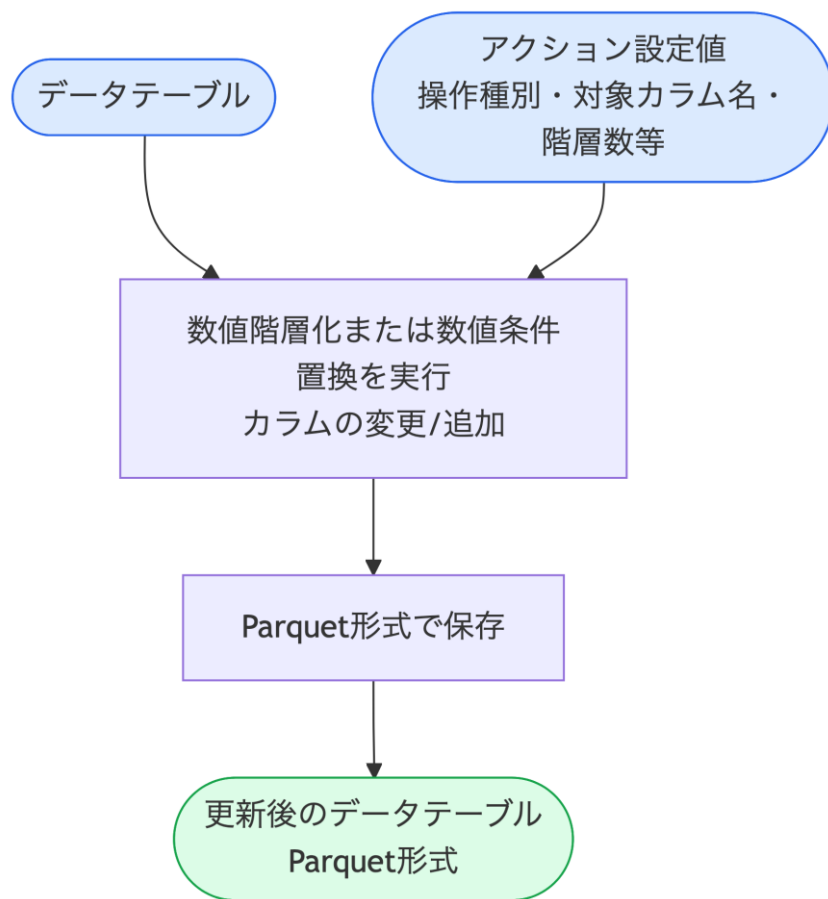 データテーブル
アクション設定値
操作種別・対象カラム名・
階層数等
数値階層化または数値条件
置換を実行
カラムの変更/追加
Parquet形式で保存
更新後のデータテーブル
Parquet形式